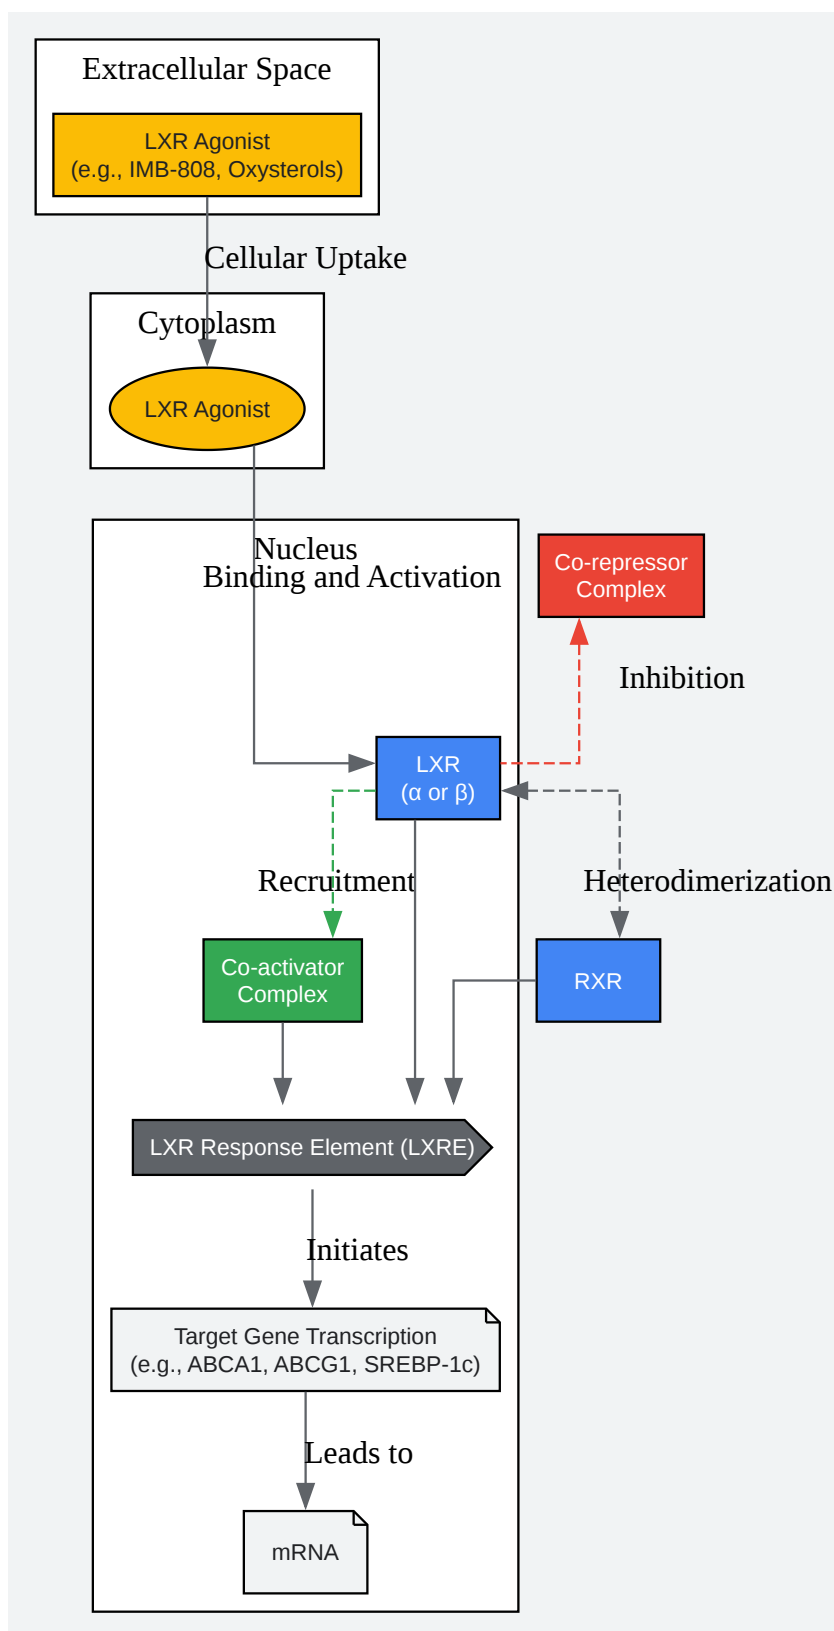 Extracellular Space
LXR Agonist
(e.g., IMB-808, Oxysterols)
Cellular Uptake
Cytoplasm
LXR Agonist
Nucleus
Binding and Activation
Co-repressor
Complex
Inhibition
LXR
(α or β)
Recruitment
Heterodimerization
Co-activator
Complex
RXR
LXR Response Element (LXRE)
Initiates
Target Gene Transcription
(e.g., ABCA1, ABCG1, SREBP-1c)
Leads to
mRNA